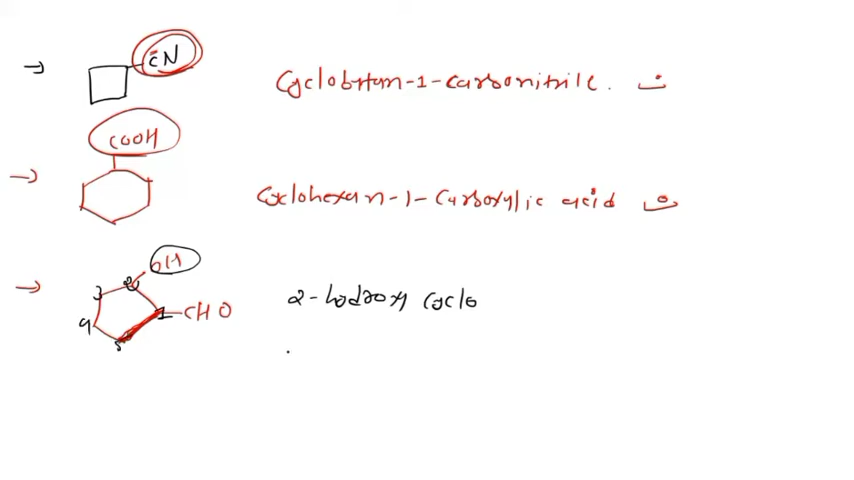 → CN
Cyclobutan-1-carbonitrile.
→ COOH
Cyclohexan-1-carboxylic acid
→ OH
3 2
1 CHO
4
5
2-hydroxy cyclo